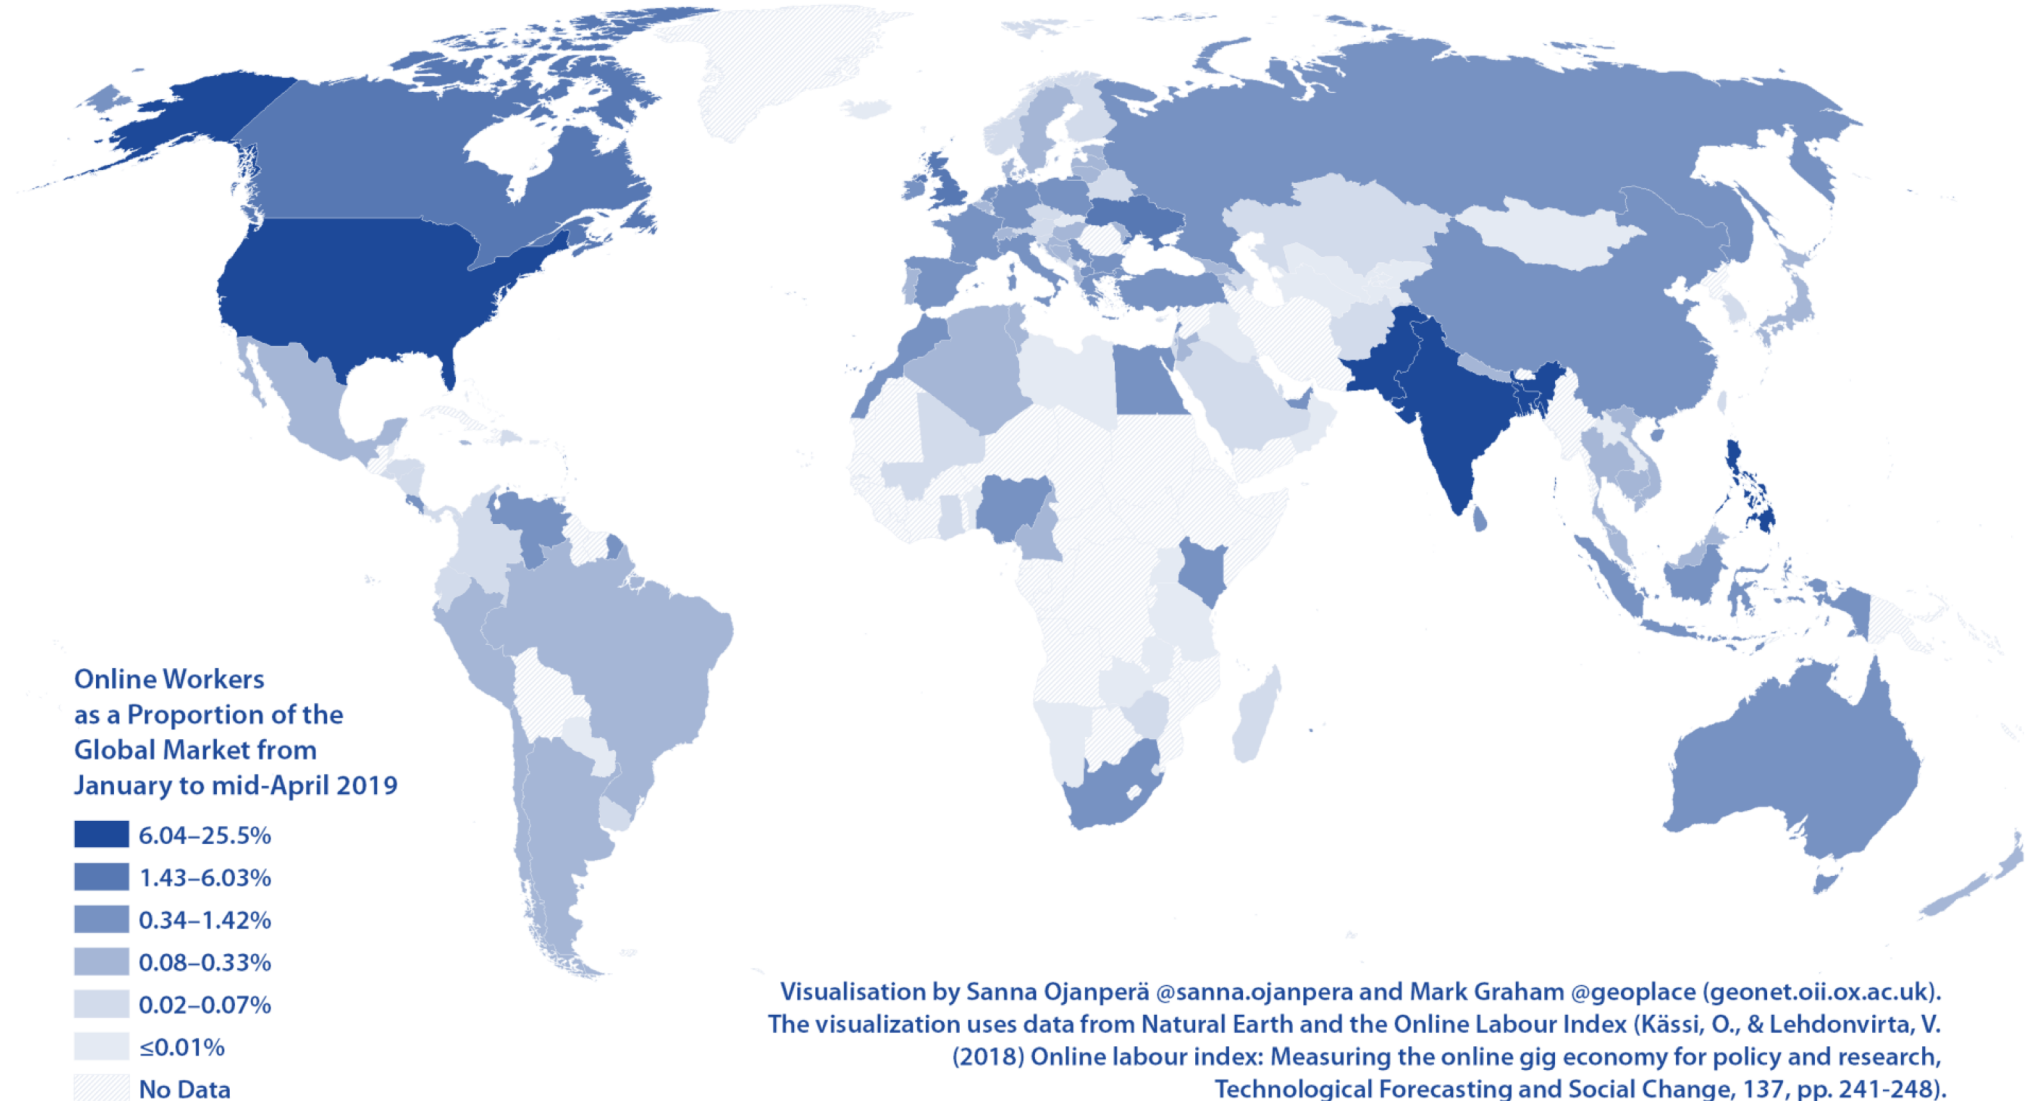 Online Workers
as a Proportion of the
Global Market from
January to mid-April 2019
6.04–25.5%
1.43–6.03%
0.34–1.42%
0.08–0.33%
0.02–0.07%
≤0.01%
No Data
Visualisation by Sanna Ojanperä @sanna.ojanpera and Mark Graham @geoplace (geonet.oii.ox.ac.uk).
The visualization uses data from Natural Earth and the Online Labour Index (Kässi, O., & Lehdonvirta, V.
(2018) Online labour index: Measuring the online gig economy for policy and research,
Technological Forecasting and Social Change, 137, pp. 241-248).